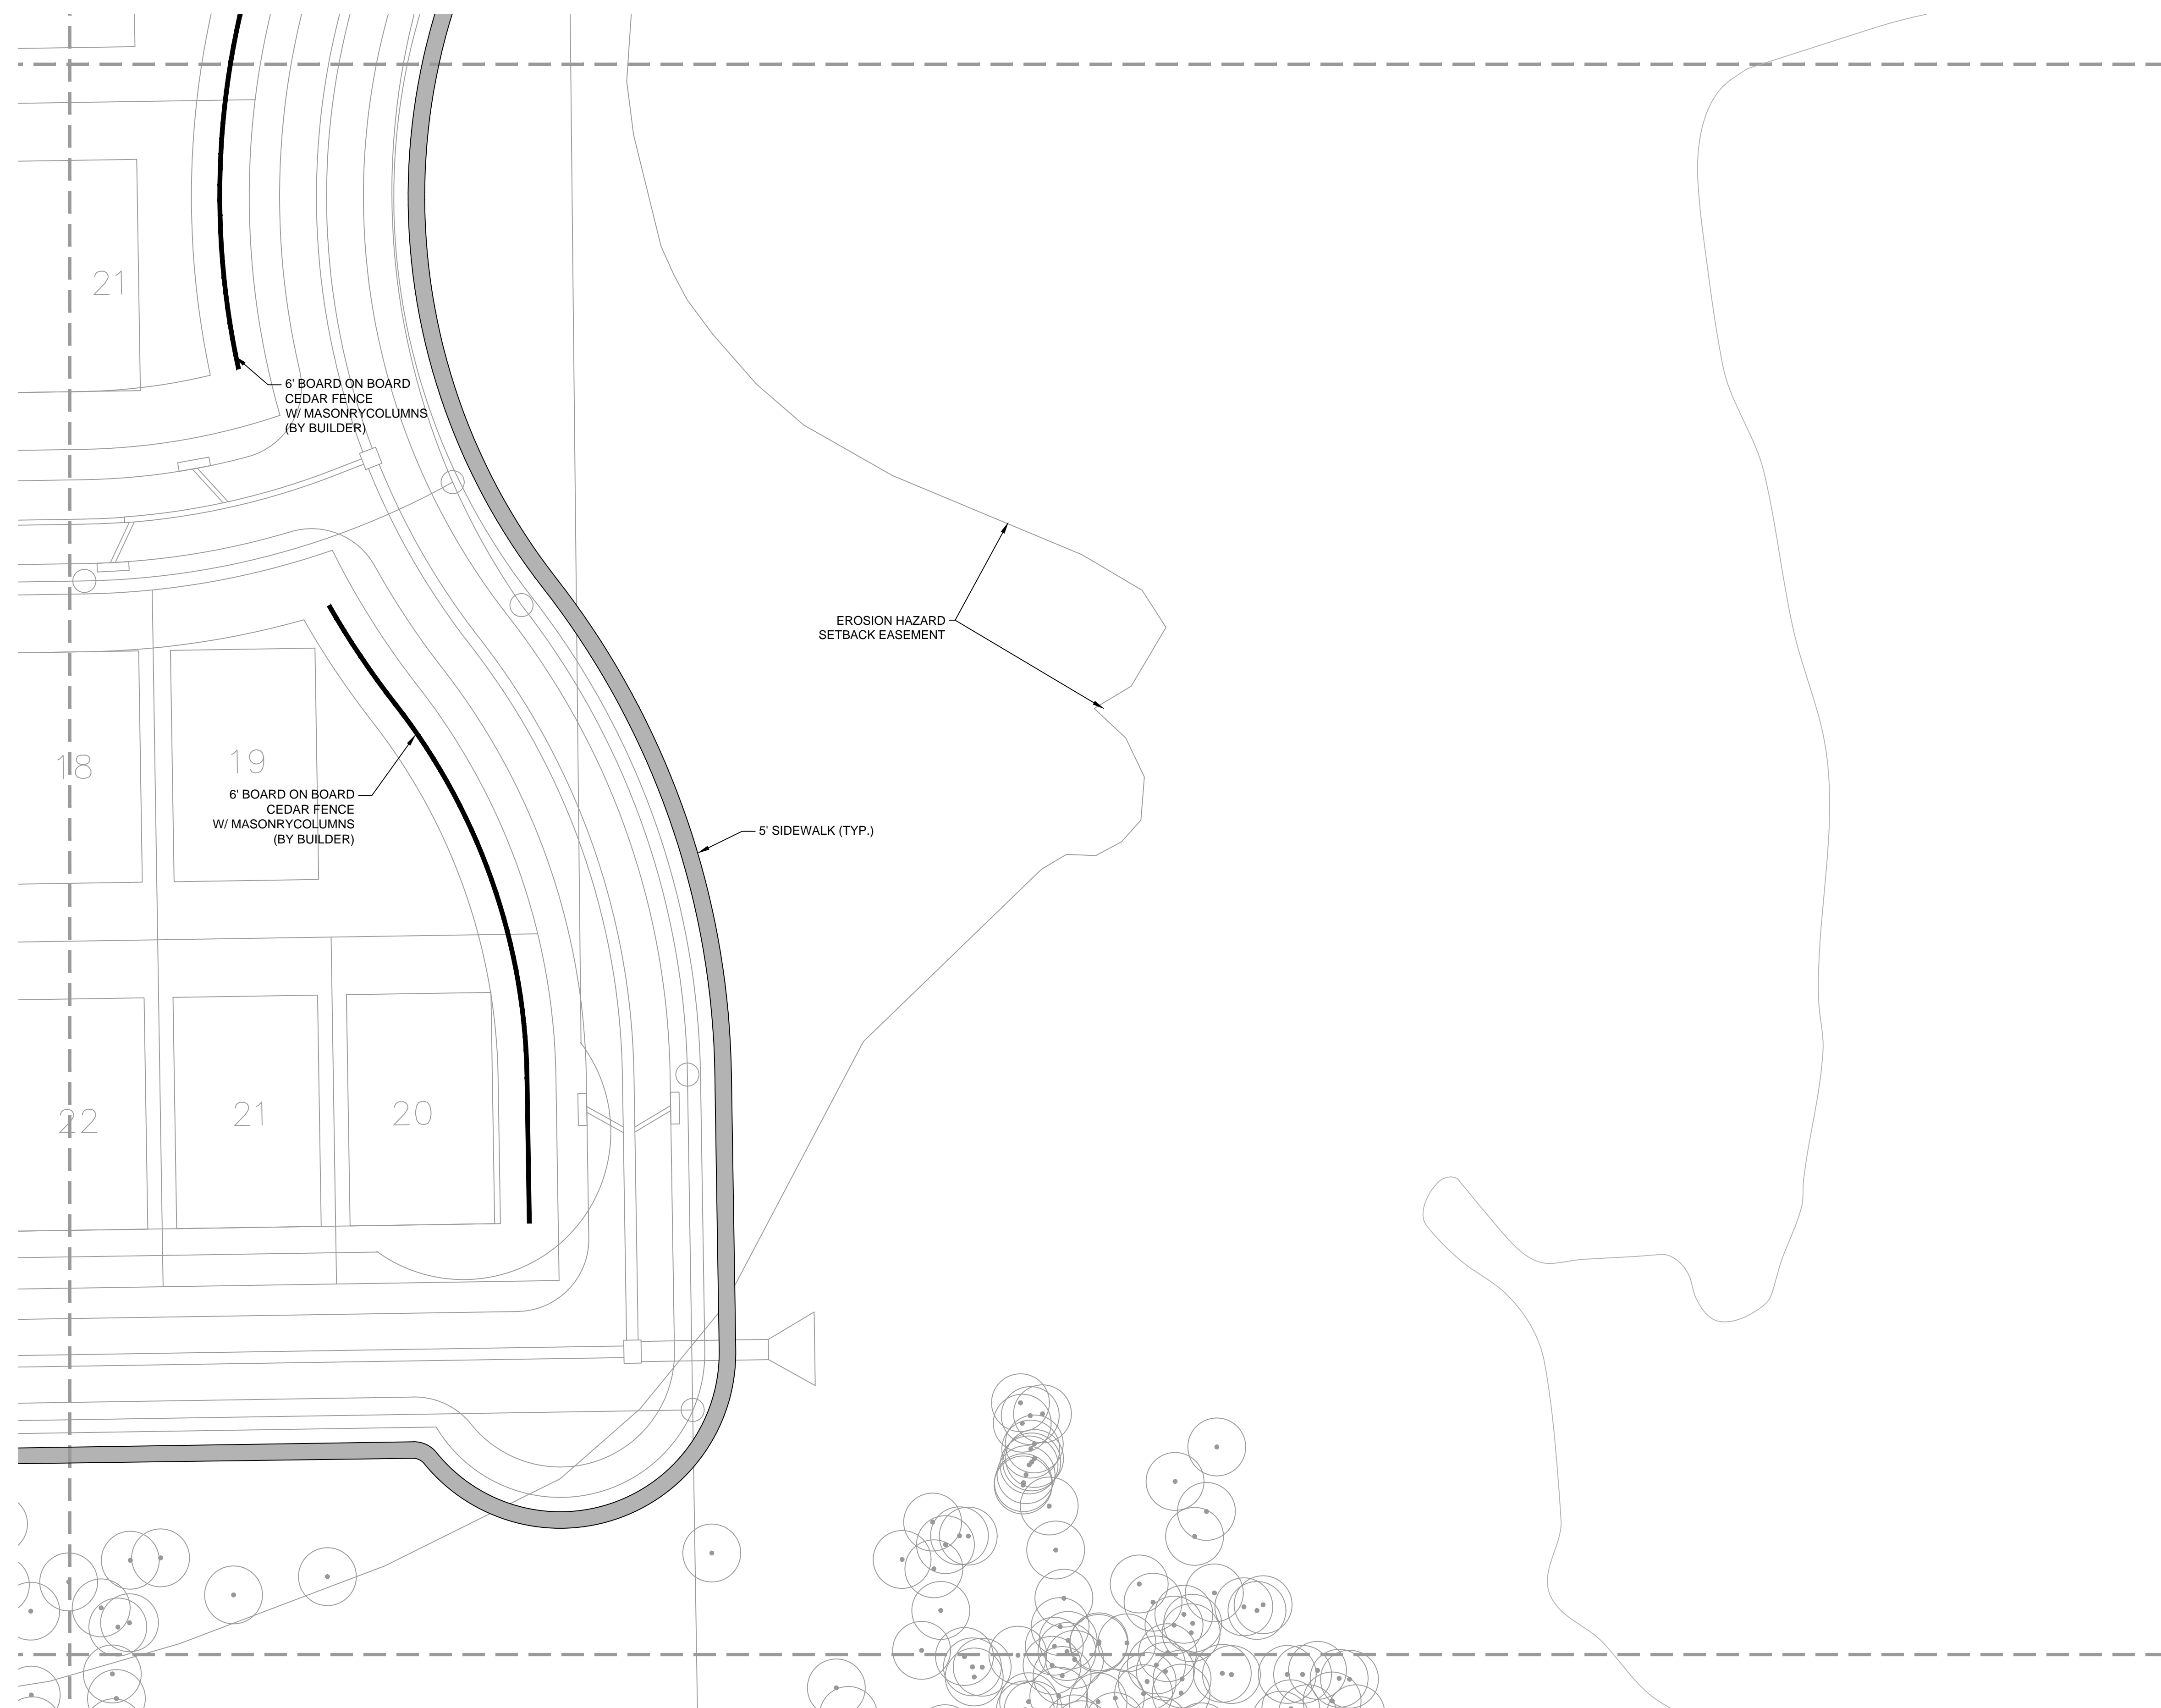 21
6' BOARD ON BOARD
CEDAR FENCE
W/ MASONRYCOLUMNS
(BY BUILDER)
EROSION HAZARD
SETBACK EASEMENT
18
19
6' BOARD ON BOARD
CEDAR FENCE
W/ MASONRYCOLUMNS
(BY BUILDER)
5' SIDEWALK (TYP.)
22
21
20